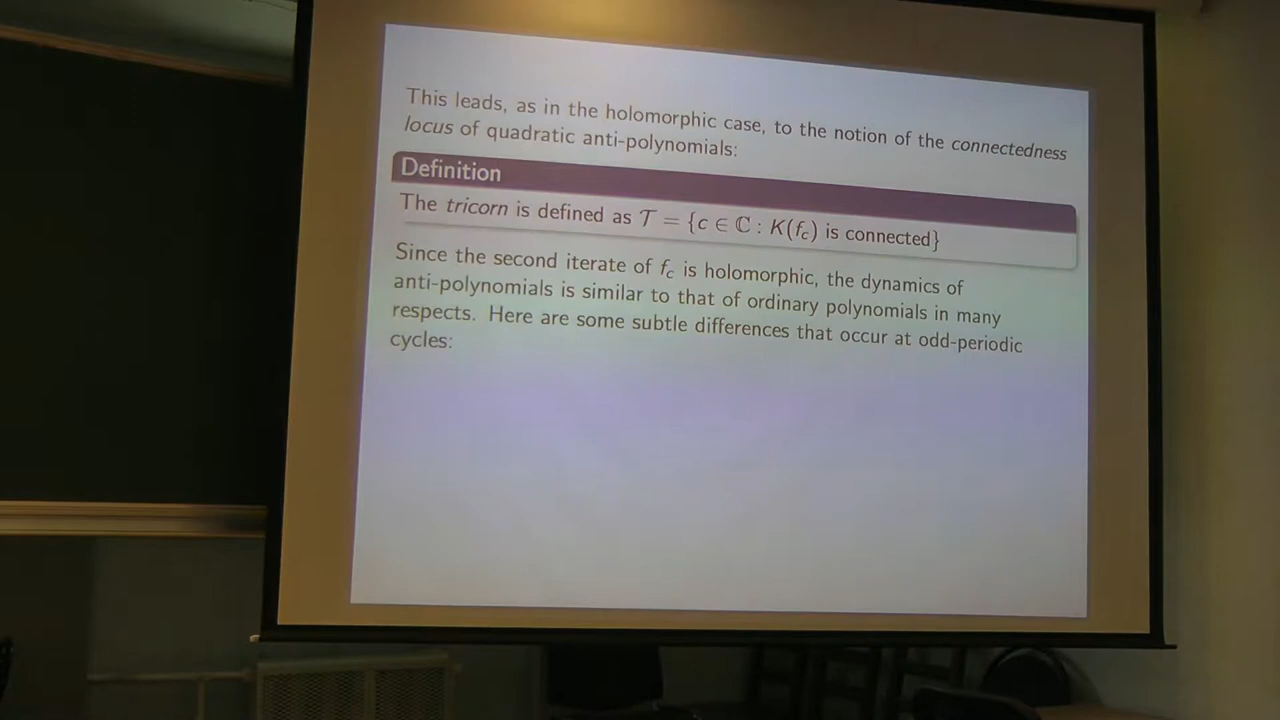 This leads, as in the holomorphic case, to the notion of the connectedness
locus of quadratic anti-polynomials:
Definition
The tricorn is defined as 𝒯 = {c ∈ ℂ : K(f_c) is connected}
Since the second iterate of f_c is holomorphic, the dynamics of
anti-polynomials is similar to that of ordinary polynomials in many
respects. Here are some subtle differences that occur at odd-periodic
cycles: